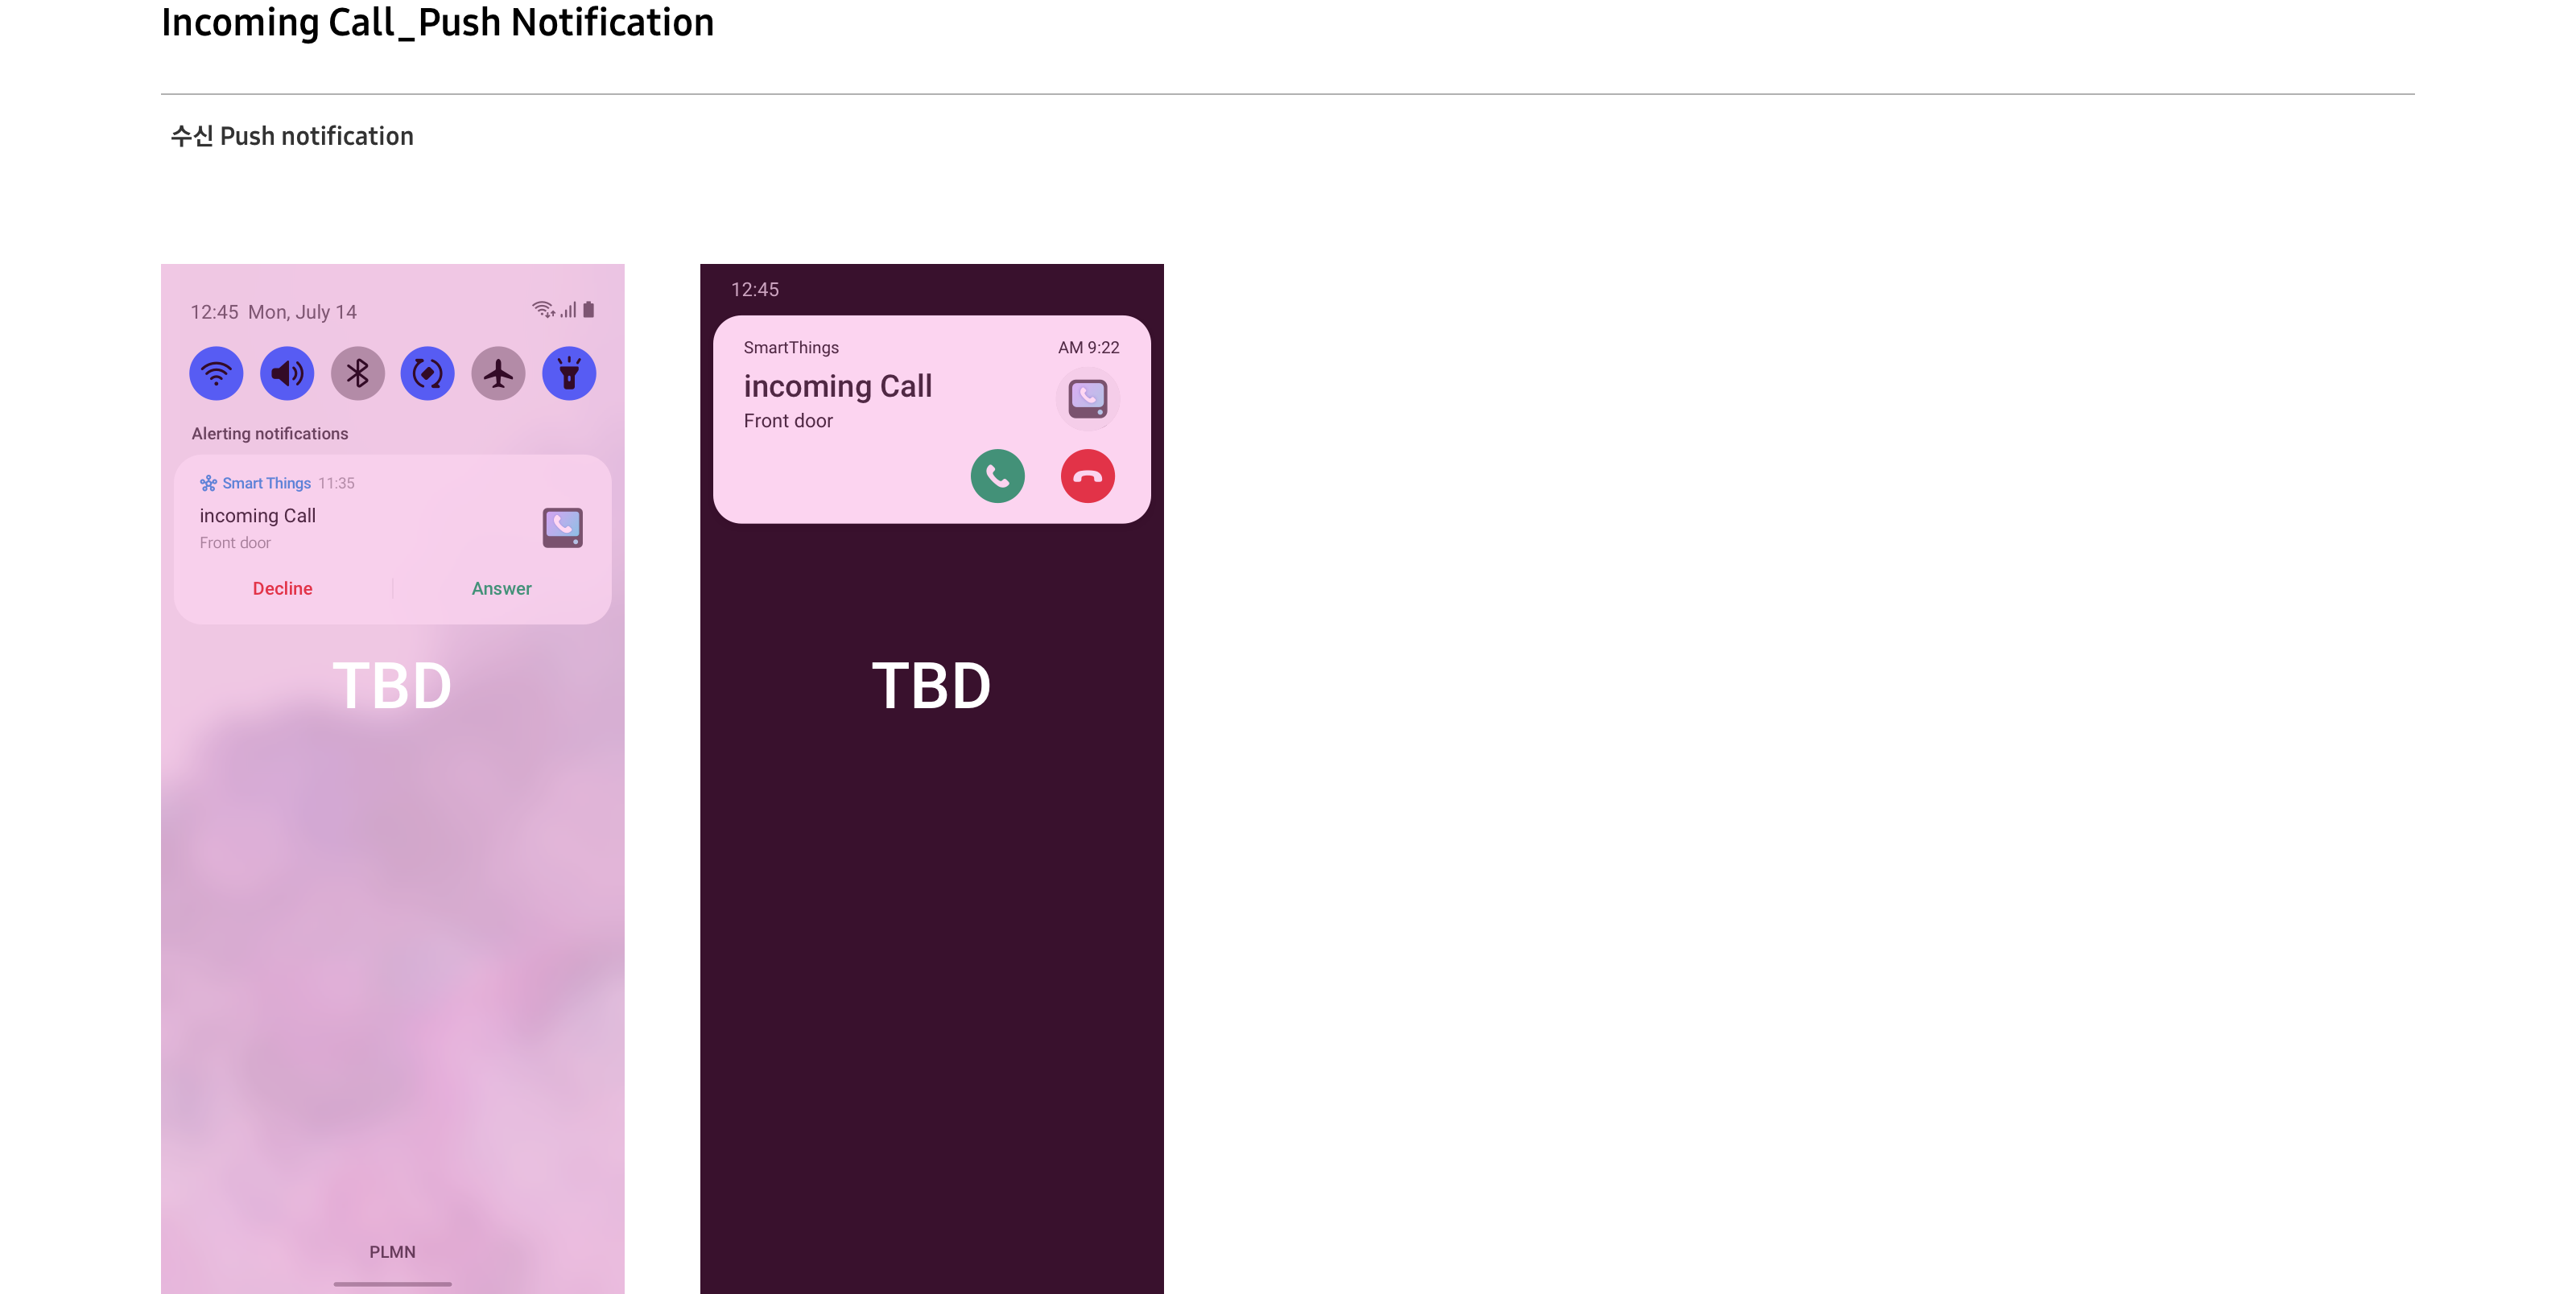 Incoming Call_Push Notification
수신 Push notification
12:45 Mon, July 14
Alerting notifications
Smart Things 11:35
incoming Call
Front door
Decline
Answer
TBD
PLMN
12:45
SmartThings
AM 9:22
incoming Call
Front door
TBD